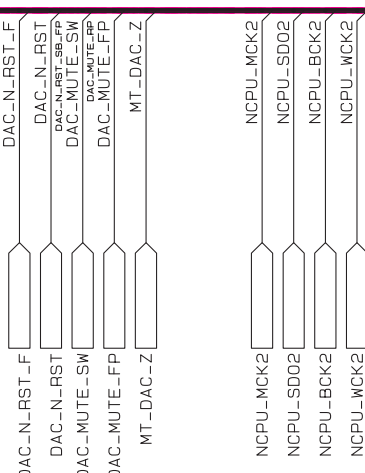 DAC_N_RST_F
DAC_N_RST
DAC_N_RST_SB_FP
DAC_MUTE_SW
DAC_MUTE_RP
DAC_MUTE_FP
MT_DAC_Z
NCPU_MCK2
NCPU_SDO2
NCPU_BCK2
NCPU_WCK2
DAC_N_RST_F
DAC_N_RST
DAC_MUTE_SW
DAC_MUTE_FP
MT_DAC_Z
NCPU_MCK2
NCPU_SDO2
NCPU_BCK2
NCPU_WCK2